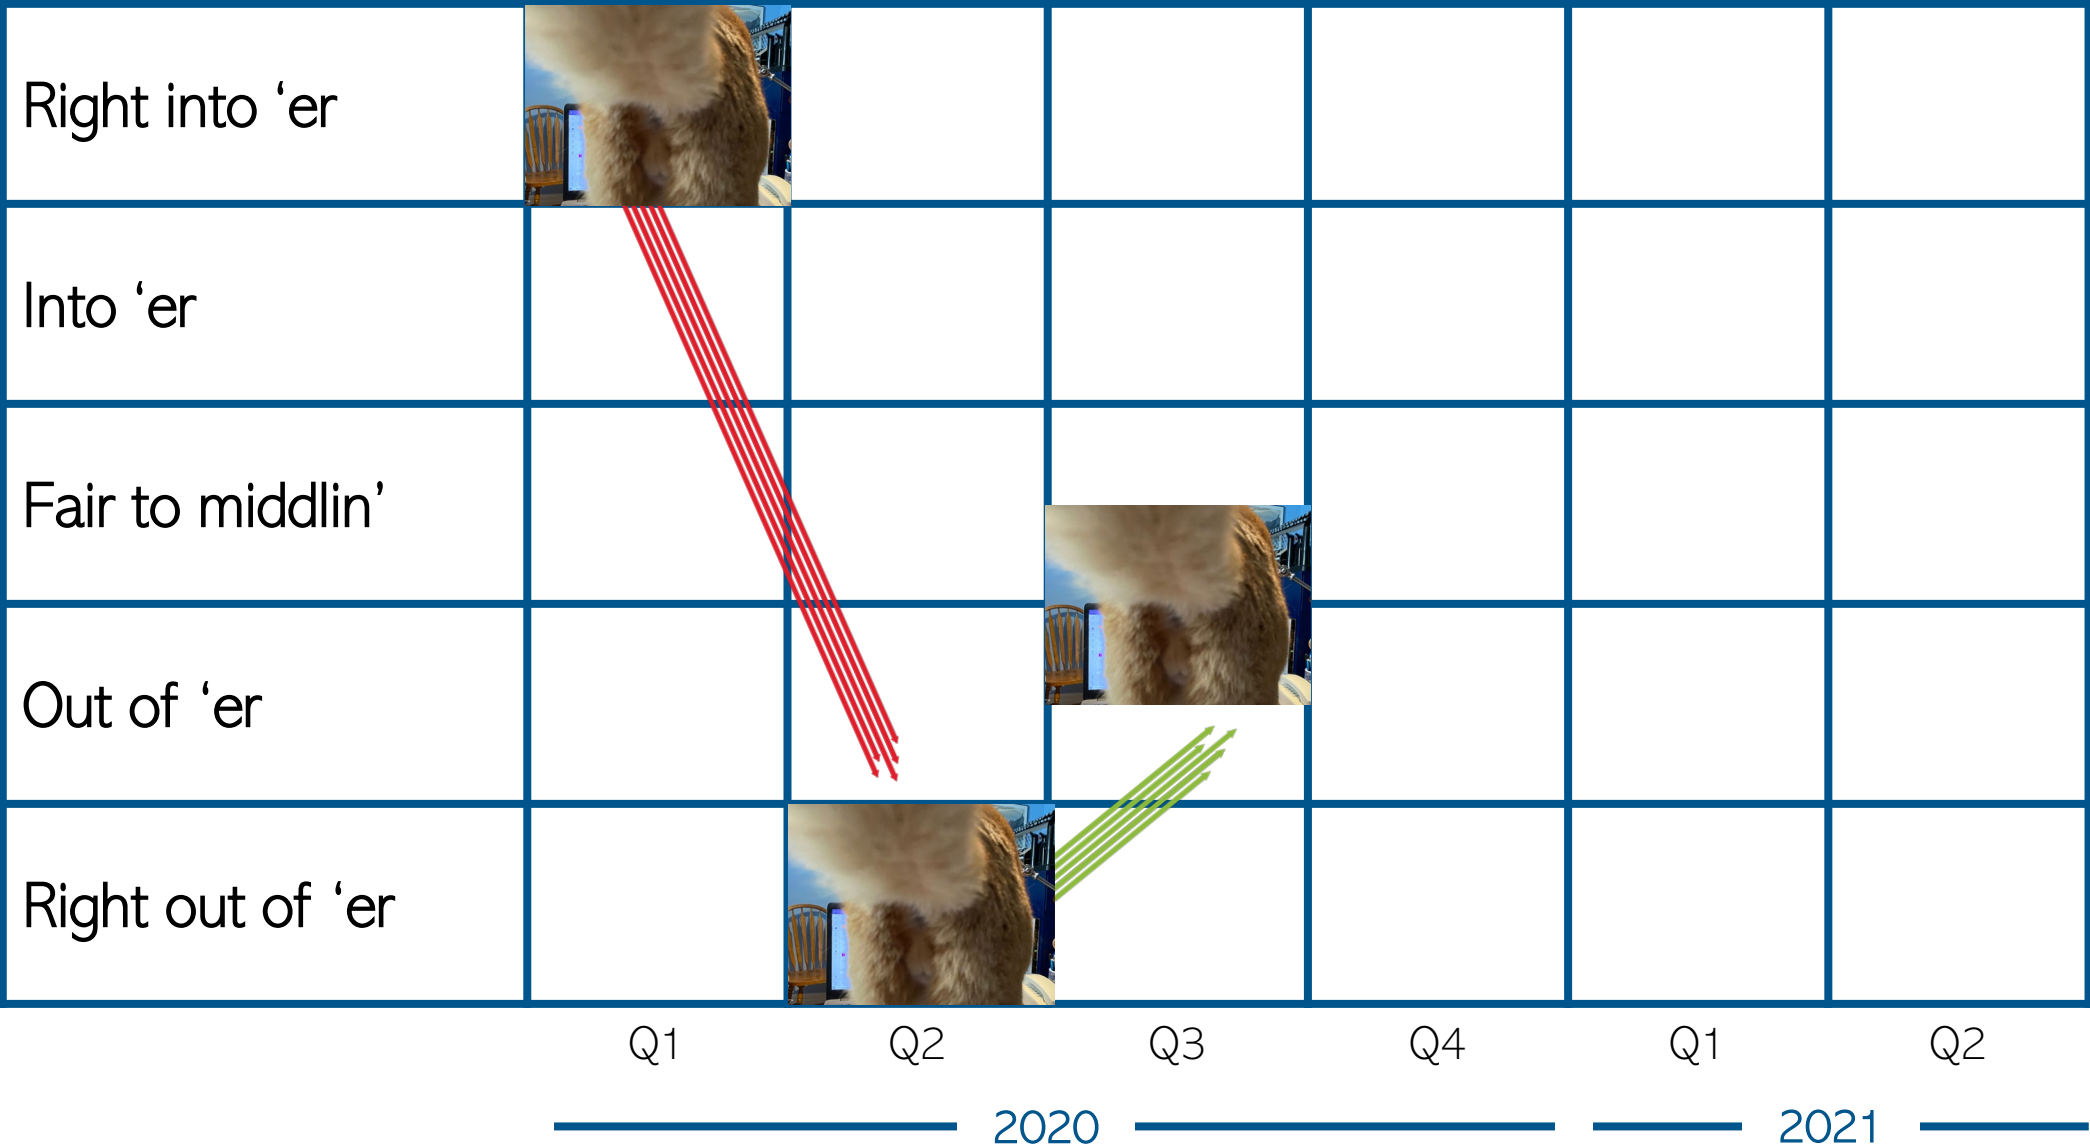 Right into ‘er
Into ‘er
Fair to middlin’
Out of ‘er
Right out of ‘er
Q1 Q2 Q3 Q4 Q1 Q2
2020 2021